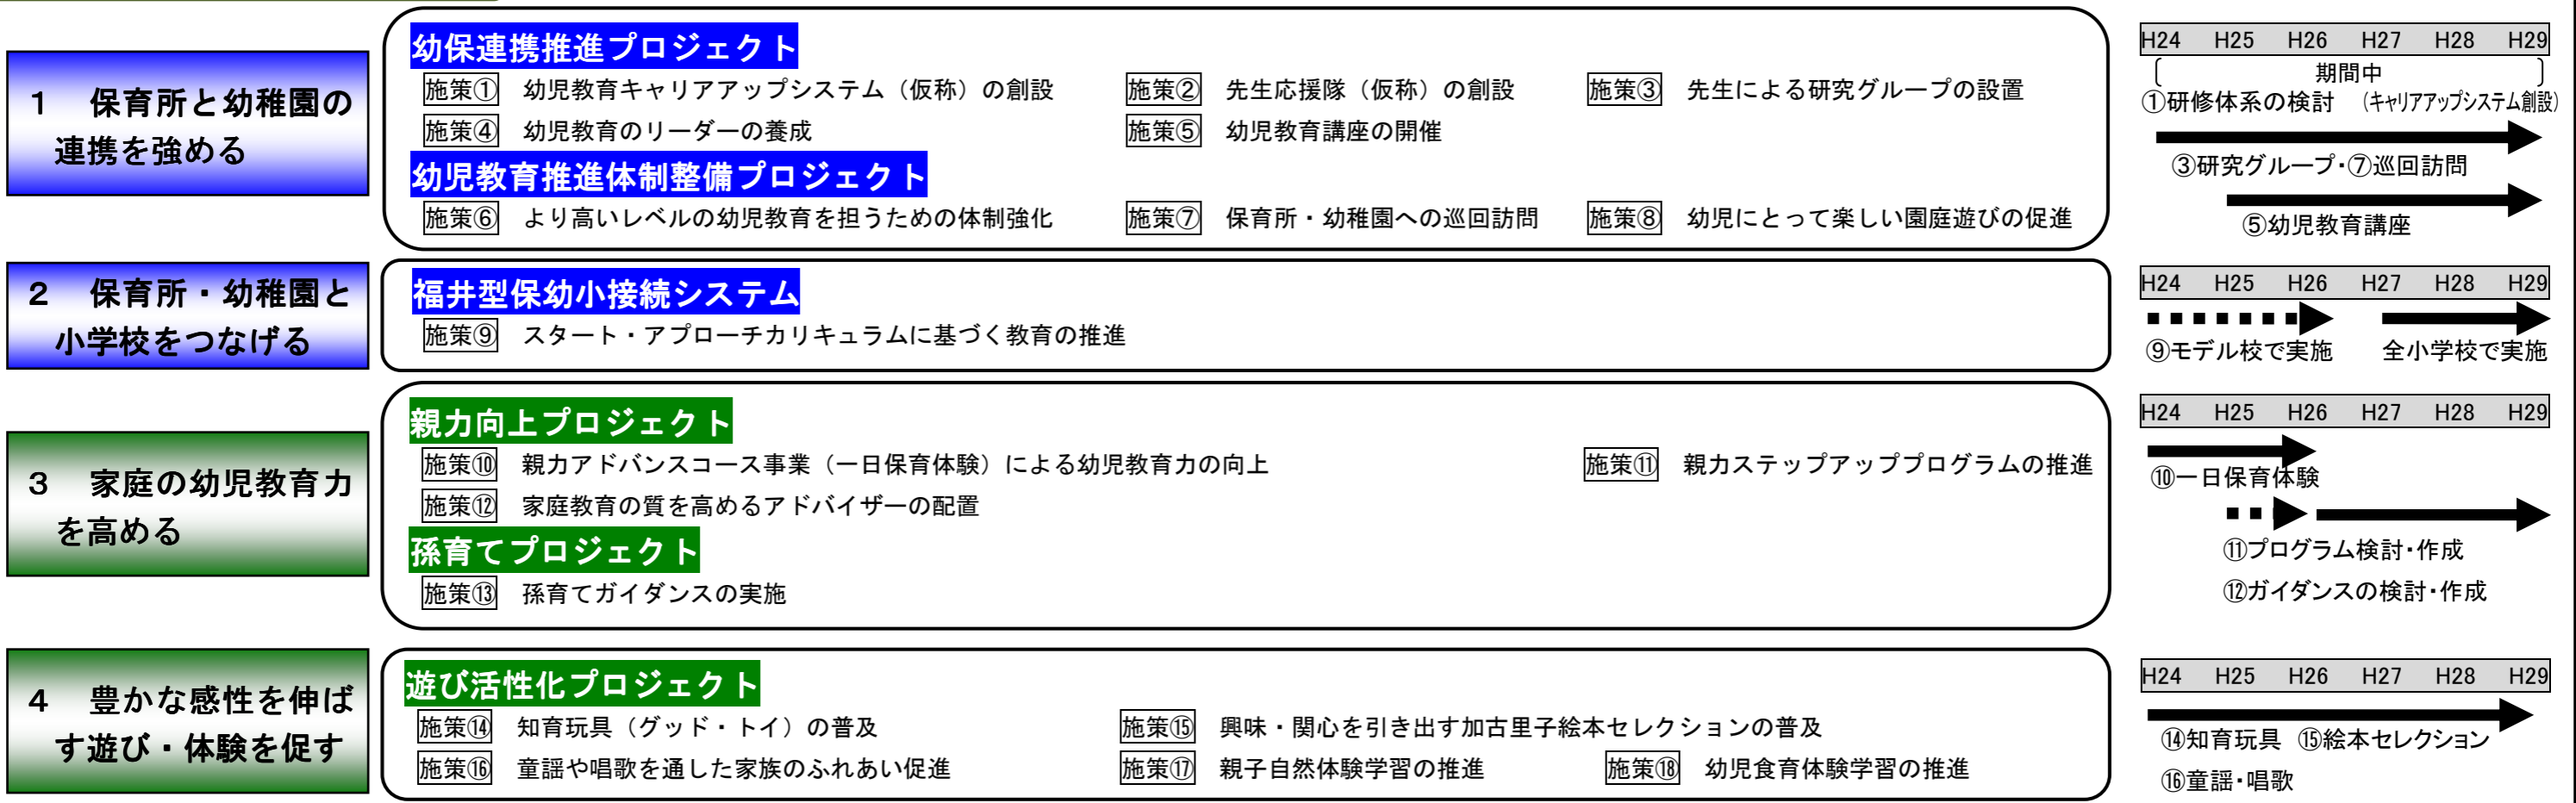 1　保育所と幼稚園の
連携を強める
幼保連携推進プロジェクト
施策①　幼児教育キャリアアップシステム（仮称）の創設　施策②　先生応援隊（仮称）の創設　施策③　先生による研究グループの設置
施策④　幼児教育のリーダーの養成　施策⑤　幼児教育講座の開催
幼児教育推進体制整備プロジェクト
施策⑥　より高いレベルの幼児教育を担うための体制強化　施策⑦　保育所・幼稚園への巡回訪問　施策⑧　幼児にとって楽しい園庭遊びの促進
H24　H25　H26　H27　H28　H29
〔　期間中　〕
①研修体系の検討　（キャリアアップシステム創設）
③研究グループ・⑦巡回訪問
⑤幼児教育講座
2　保育所・幼稚園と
小学校をつなげる
福井型保幼小接続システム
施策⑨　スタート・アプローチカリキュラムに基づく教育の推進
H24　H25　H26　H27　H28　H29
⑨モデル校で実施　全小学校で実施
3　家庭の幼児教育力
を高める
親力向上プロジェクト
施策⑩　親力アドバンスコース事業（一日保育体験）による幼児教育力の向上　施策⑪　親力ステップアッププログラムの推進
施策⑫　家庭教育の質を高めるアドバイザーの配置
孫育てプロジェクト
施策⑬　孫育てガイダンスの実施
H24　H25　H26　H27　H28　H29
⑩一日保育体験
⑪プログラム検討・作成
⑫ガイダンスの検討・作成
4　豊かな感性を伸ば
す遊び・体験を促す
遊び活性化プロジェクト
施策⑭　知育玩具（グッド・トイ）の普及　施策⑮　興味・関心を引き出す加古里子絵本セレクションの普及
施策⑯　童謡や唱歌を通した家族のふれあい促進　施策⑰　親子自然体験学習の推進　施策⑱　幼児食育体験学習の推進
H24　H25　H26　H27　H28　H29
⑭知育玩具　⑮絵本セレクション
⑯童謡・唱歌